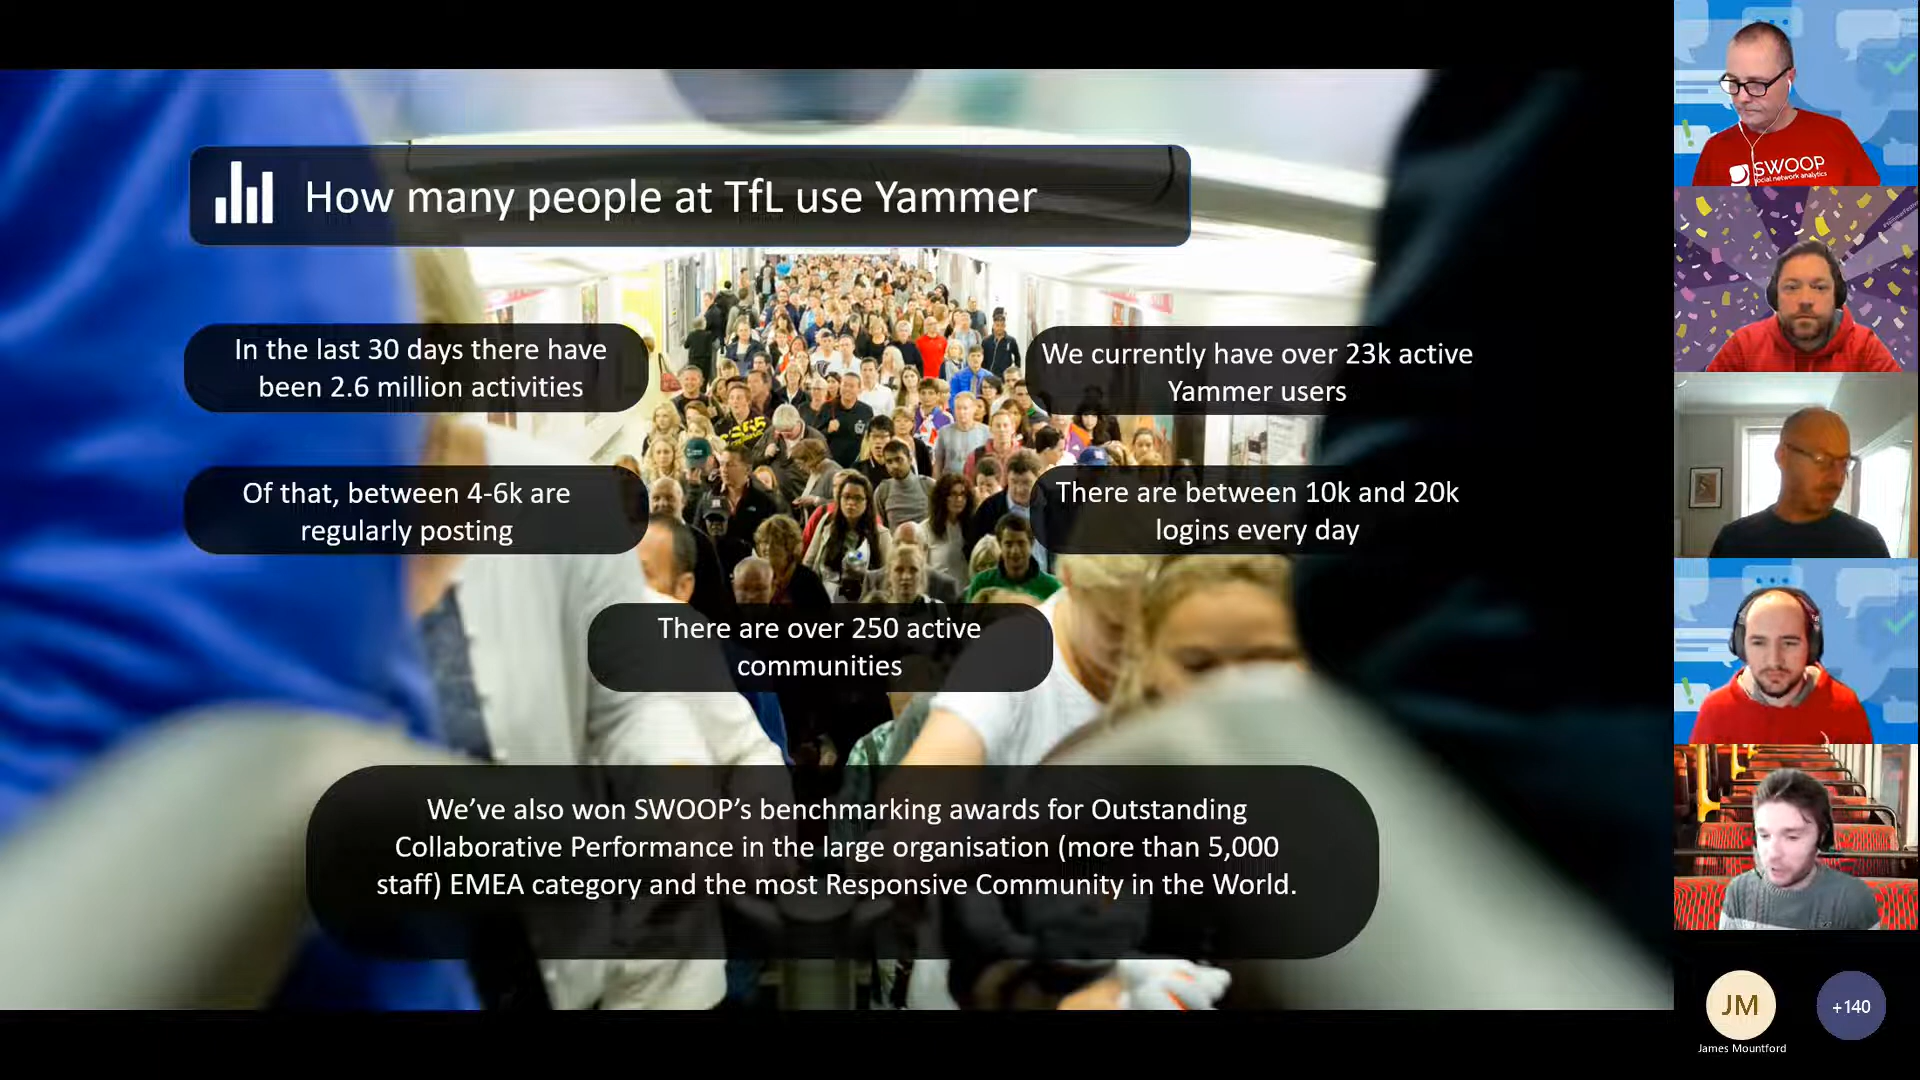 How many people at TfL use Yammer
In the last 30 days there have
been 2.6 million activities
We currently have over 23k active
Yammer users
Of that, between 4-6k are
regularly posting
There are between 10k and 20k
logins every day
There are over 250 active
communities
We've also won SWOOP's benchmarking awards for Outstanding
Collaborative Performance in the large organisation (more than 5,000
staff) EMEA category and the most Responsive Community in the World.
SWOOP
social network analytics
JM
+140
James Mountford